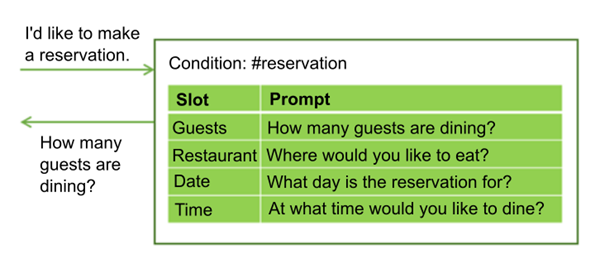 I'd like to make
a reservation.
How many
guests are
dining?
Condition: #reservation
Slot Prompt
Guests How many guests are dining?
Restaurant Where would you like to eat?
Date What day is the reservation for?
Time At what time would you like to dine?